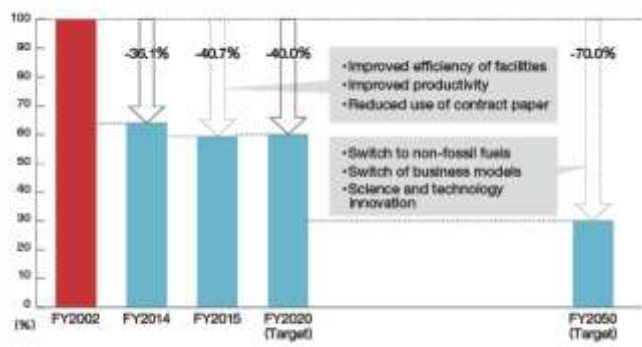 100
90
80
70
60
50
40
30
20
10
0
(%)
-36.1%
-40.7%
-40.0%
-70.0%
•Improved efficiency of facilities
•Improved productivity
•Reduced use of contract paper
•Switch to non-fossil fuels
•Switch of business models
•Science and technology
innovation
FY2002
FY2014
FY2015
FY2020
(Target)
FY2050
(Target)